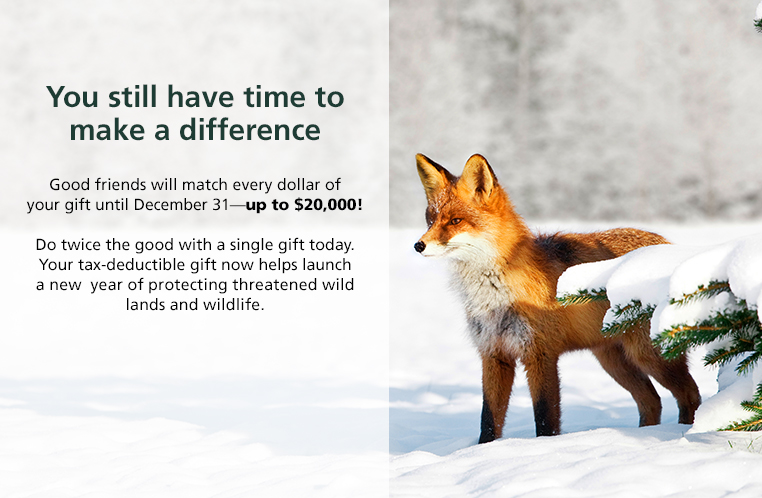 You still have time to
make a difference
Good friends will match every dollar of
your gift until December 31—up to $20,000!
Do twice the good with a single gift today.
Your tax-deductible gift now helps launch
a new  year of protecting threatened wild
lands and wildlife.